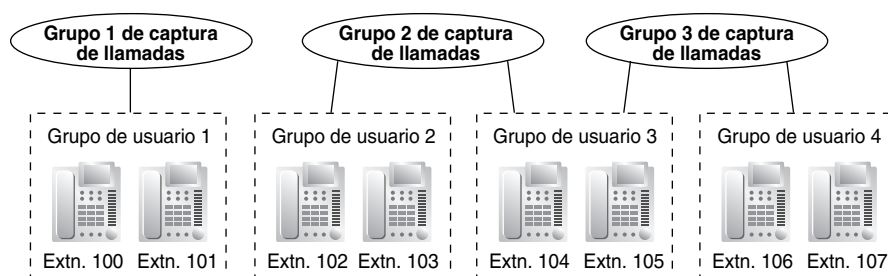 Grupo 1 de captura
de llamadas
Grupo 2 de captura
de llamadas
Grupo 3 de captura
de llamadas
Grupo de usuario 1
Grupo de usuario 2
Grupo de usuario 3
Grupo de usuario 4
Extn. 100 Extn. 101
Extn. 102 Extn. 103
Extn. 104 Extn. 105
Extn. 106 Extn. 107